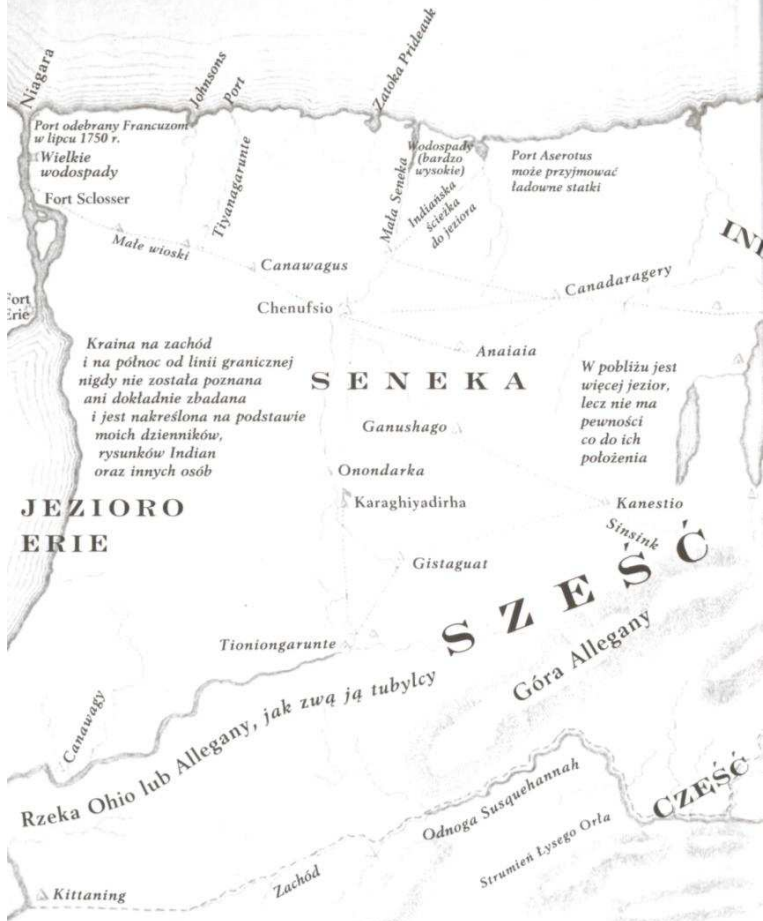 Niagara
Johnsons
Port
Zatoka Prideauk
Port odebrany Francuzom
w lipcu 1750 r.
Wielkie
wodospady
Fort Sclosser
Małe wioski
Tiyanagarunte
Mała Seneka
Wodospady
(bardzo
wysokie)
Indiańska
ścieżka
do jeziora
Port Aserotus
może przyjmować
ładowne statki
Canawagus
Chenufsio
Canadaragery
IN
Fort
Erie
Anaiaia
Kraina na zachód
i na północ od linii granicznej
nigdy nie została poznana
ani dokładnie zbadana
i jest nakreślona na podstawie
moich dzienników,
rysunków Indian
oraz innych osób
SENEKA
W pobliżu jest
więcej jezior,
lecz nie ma
pewności
co do ich
położenia
Ganushago
Onondarka
Karaghiyadirha
Kanestio
Sinsink
JEZIORO
ERIE
Gistaguat
SZEŚĆ
Tioniongarunte
Góra Allegany
Canawagy
Rzeka Ohio lub Allegany, jak zwą ją tubylcy
Odnoga Susquehannah
CZEŚĆ
Strumień Łysego Orła
Zachód
Kittaning